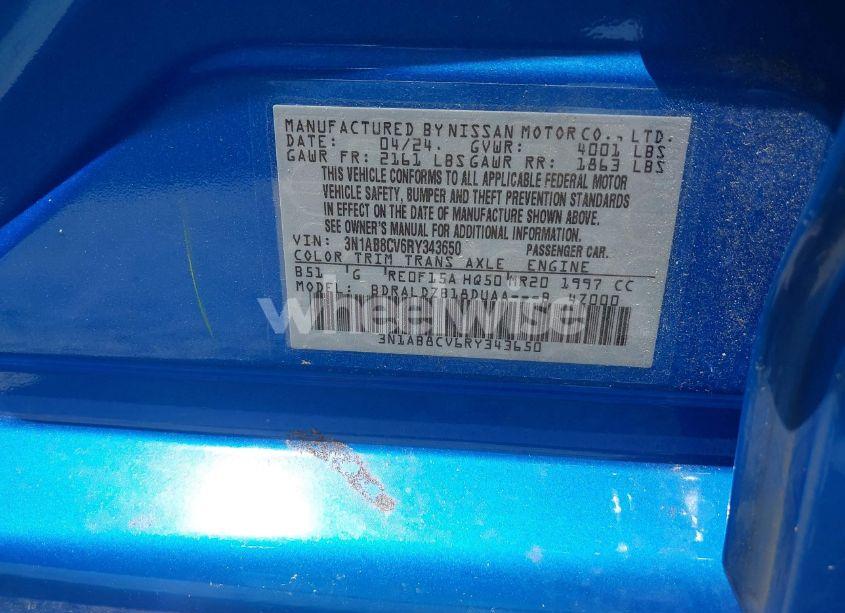 MANUFACTURED BY NISSAN MOTOR CO., LTD.
DATE: 04/24. GVWR: 4001 LBS
GAWR FR: 2161 LBS GAWR RR: 1863 LBS
THIS VEHICLE CONFORMS TO ALL APPLICABLE FEDERAL MOTOR
VEHICLE SAFETY, BUMPER AND THEFT PREVENTION STANDARDS
IN EFFECT ON THE DATE OF MANUFACTURE SHOWN ABOVE.
SEE OWNER'S MANUAL FOR ADDITIONAL INFORMATION.
VIN: 3N1AB8CV6RY343650 PASSENGER CAR.
COLOR TRIM TRANS AXLE ENGINE
B51 G RE0F15A HQ50 MR20 1997 CC
MODEL:
wheelwise
3N1AB8CV6RY343650